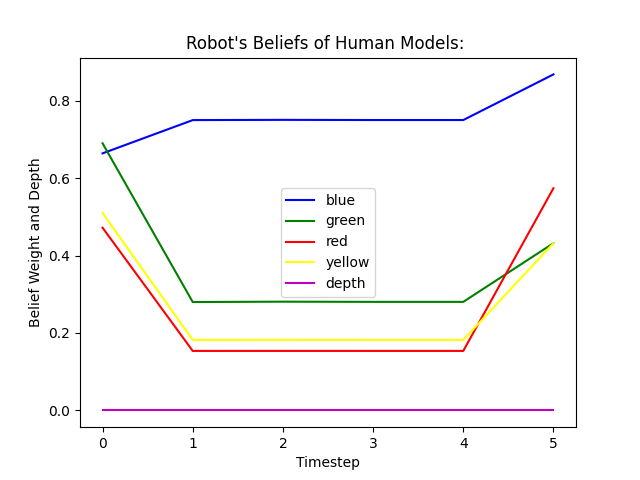 Robot's Beliefs of Human Models:
Belief Weight and Depth
0.8
0.6
0.4
0.2
0.0
blue
green
red
yellow
depth
0 1 2 3 4 5
Timestep